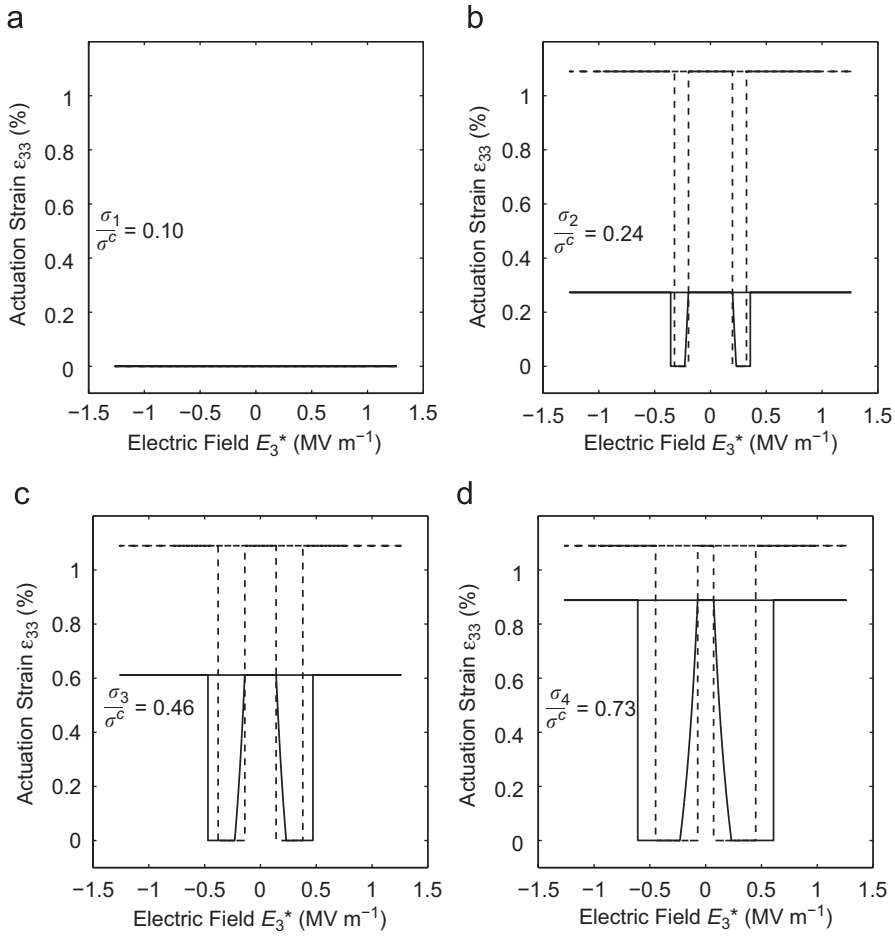 a
Actuation Strain ε33 (%)
1
0.8
0.6
0.4
0.2
0
σ1/σc = 0.10
−1.5 −1 −0.5 0 0.5 1 1.5
Electric Field E3* (MV m−1)
b
Actuation Strain ε33 (%)
1
0.8
0.6
0.4
0.2
0
σ2/σc = 0.24
−1.5 −1 −0.5 0 0.5 1 1.5
Electric Field E3* (MV m−1)
c
Actuation Strain ε33 (%)
1
0.8
0.6
0.4
0.2
0
σ3/σc = 0.46
−1.5 −1 −0.5 0 0.5 1 1.5
Electric Field E3* (MV m−1)
d
Actuation Strain ε33 (%)
1
0.8
0.6
0.4
0.2
0
σ4/σc = 0.73
−1.5 −1 −0.5 0 0.5 1 1.5
Electric Field E3* (MV m−1)